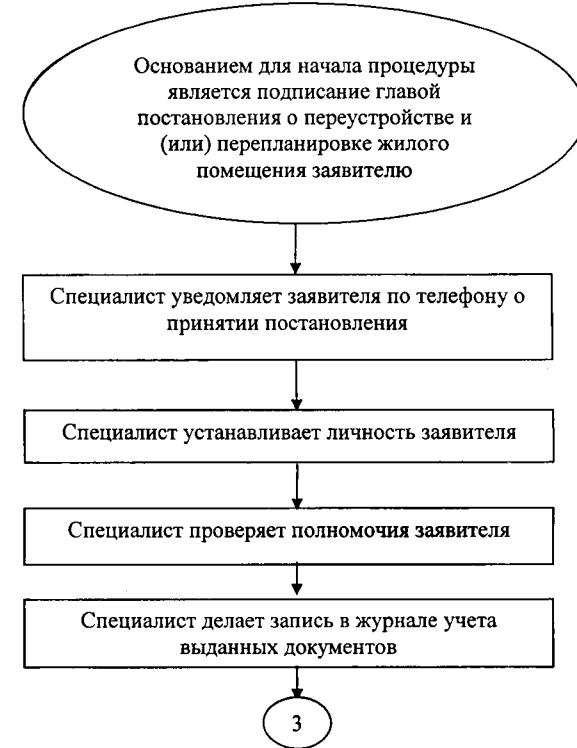 Основанием для начала процедуры
является подписание главой
постановления о переустройстве и
(или) перепланировке жилого
помещения заявителю
Специалист уведомляет заявителя по телефону о
принятии постановления
Специалист устанавливает личность заявителя
Специалист проверяет полномочия заявителя
Специалист делает запись в журнале учета
выданных документов
3